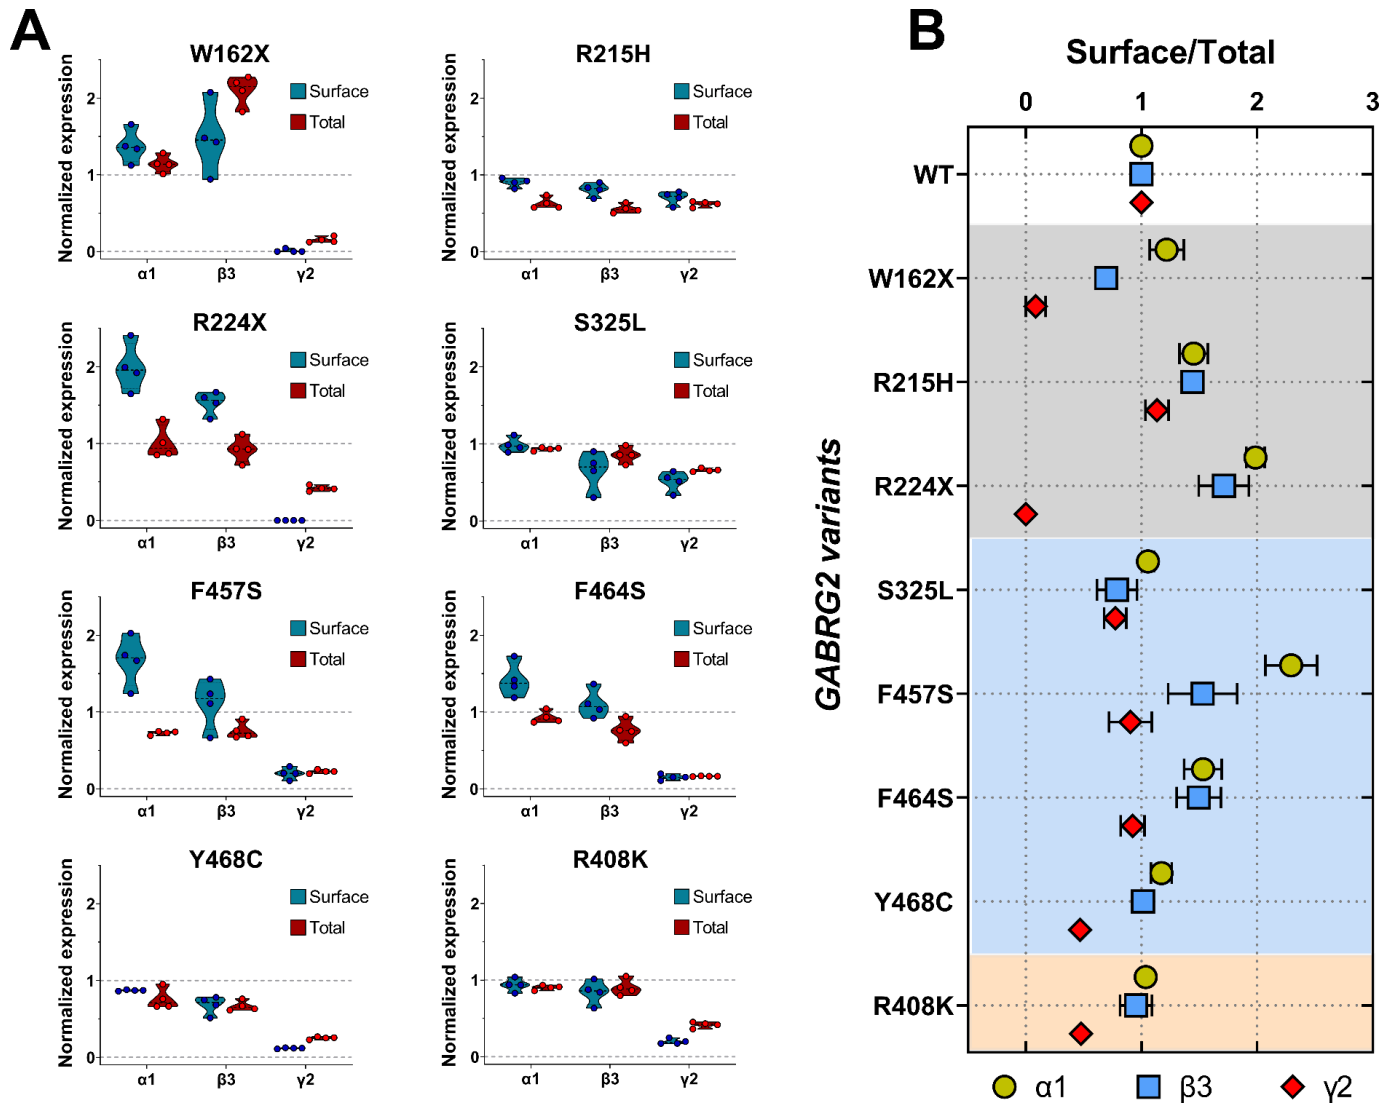 A
W162X
Normalized expression
2
1
0
Surface
Total
α1 β3 γ2
R215H
Normalized expression
2
1
0
Surface
Total
α1 β3 γ2
R224X
Normalized expression
2
1
0
Surface
Total
α1 β3 γ2
S325L
Normalized expression
2
1
0
Surface
Total
α1 β3 γ2
F457S
Normalized expression
2
1
0
Surface
Total
α1 β3 γ2
F464S
Normalized expression
2
1
0
Surface
Total
α1 β3 γ2
Y468C
Normalized expression
2
1
0
Surface
Total
α1 β3 γ2
R408K
Normalized expression
2
1
0
Surface
Total
α1 β3 γ2
B
Surface/Total
0 1 2 3
GABRG2 variants
WT
W162X
R215H
R224X
S325L
F457S
F464S
Y468C
R408K
α1 β3 γ2